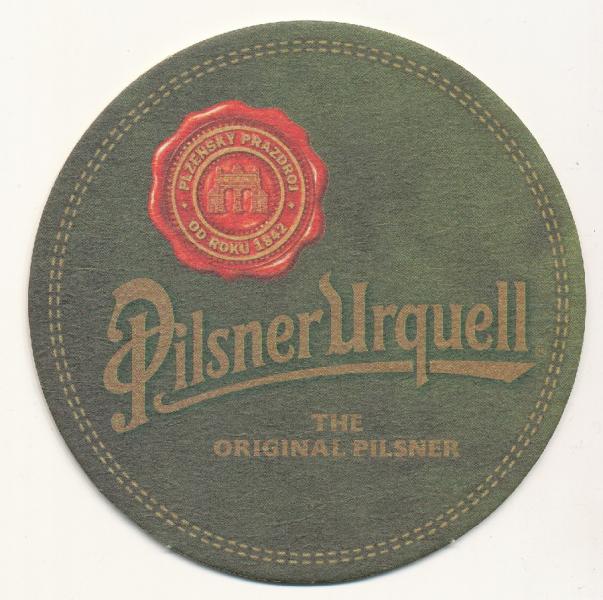 PLZEŇSKÝ PRAZDROJ
OD ROKU 1842
Pilsner Urquell
THE
ORIGINAL PILSNER